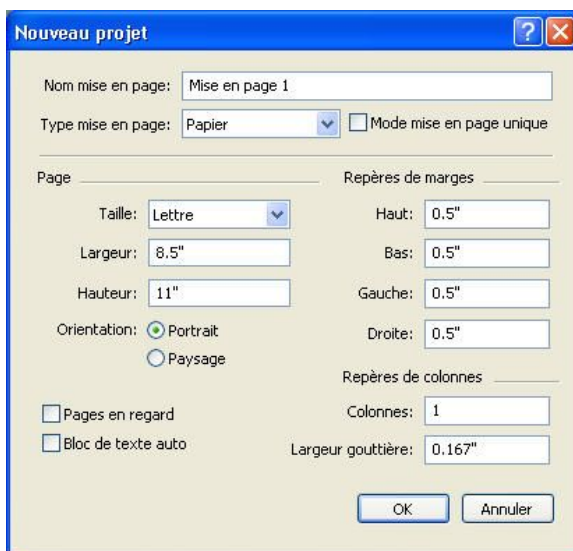 Nouveau projet
Nom mise en page: Mise en page 1
Type mise en page: Papier Mode mise en page unique
Page
Taille: Lettre
Largeur: 8.5"
Hauteur: 11"
Orientation: Portrait
Paysage
Pages en regard
Bloc de texte auto
Repères de marges
Haut: 0.5"
Bas: 0.5"
Gauche: 0.5"
Droite: 0.5"
Repères de colonnes
Colonnes: 1
Largeur gouttière: 0.167"
OK Annuler